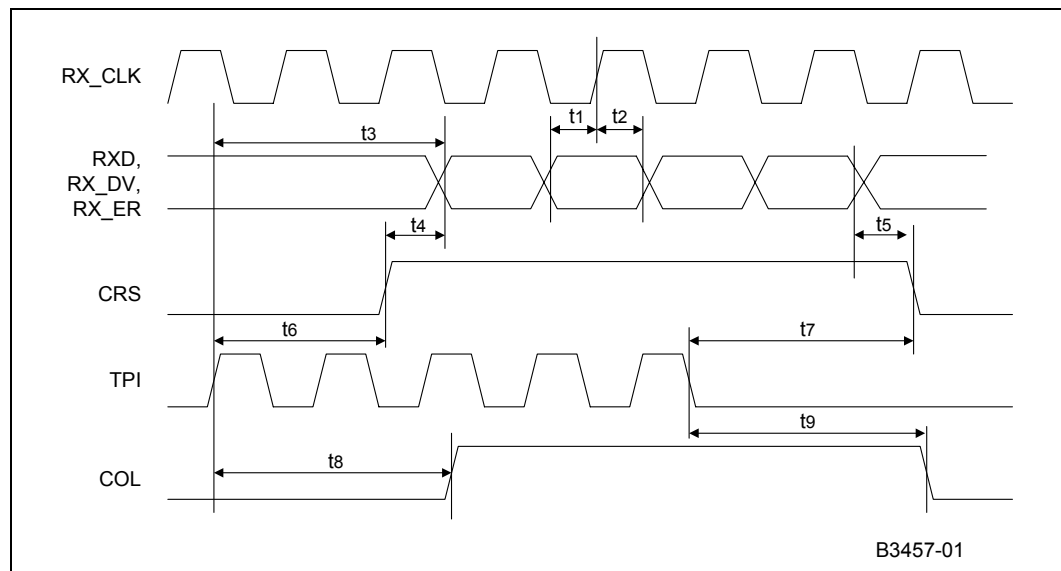 RX_CLK
t1
t2
t3
RXD,
RX_DV,
RX_ER
t4
t5
CRS
t6
t7
TPI
t9
t8
COL
B3457-01